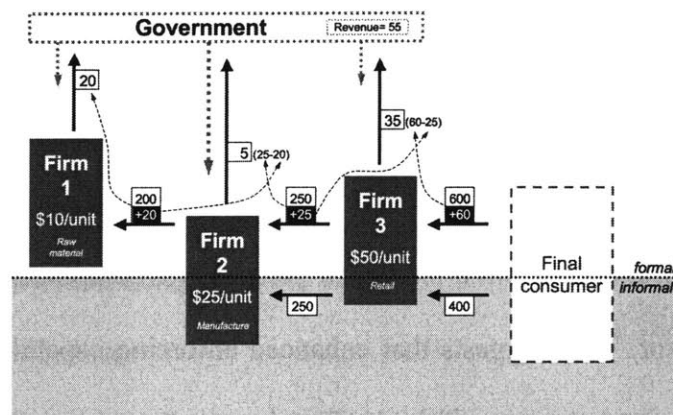 Government
Revenue= 55
20
35 (60-25)
5 (25-20)
Firm
1
$10/unit
Raw
material
200
+20
Firm
2
$25/unit
Manufacture
250
+25
Firm
3
$50/unit
Retail
600
+60
Final
consumer
formal
informal
250
400
that enhanced